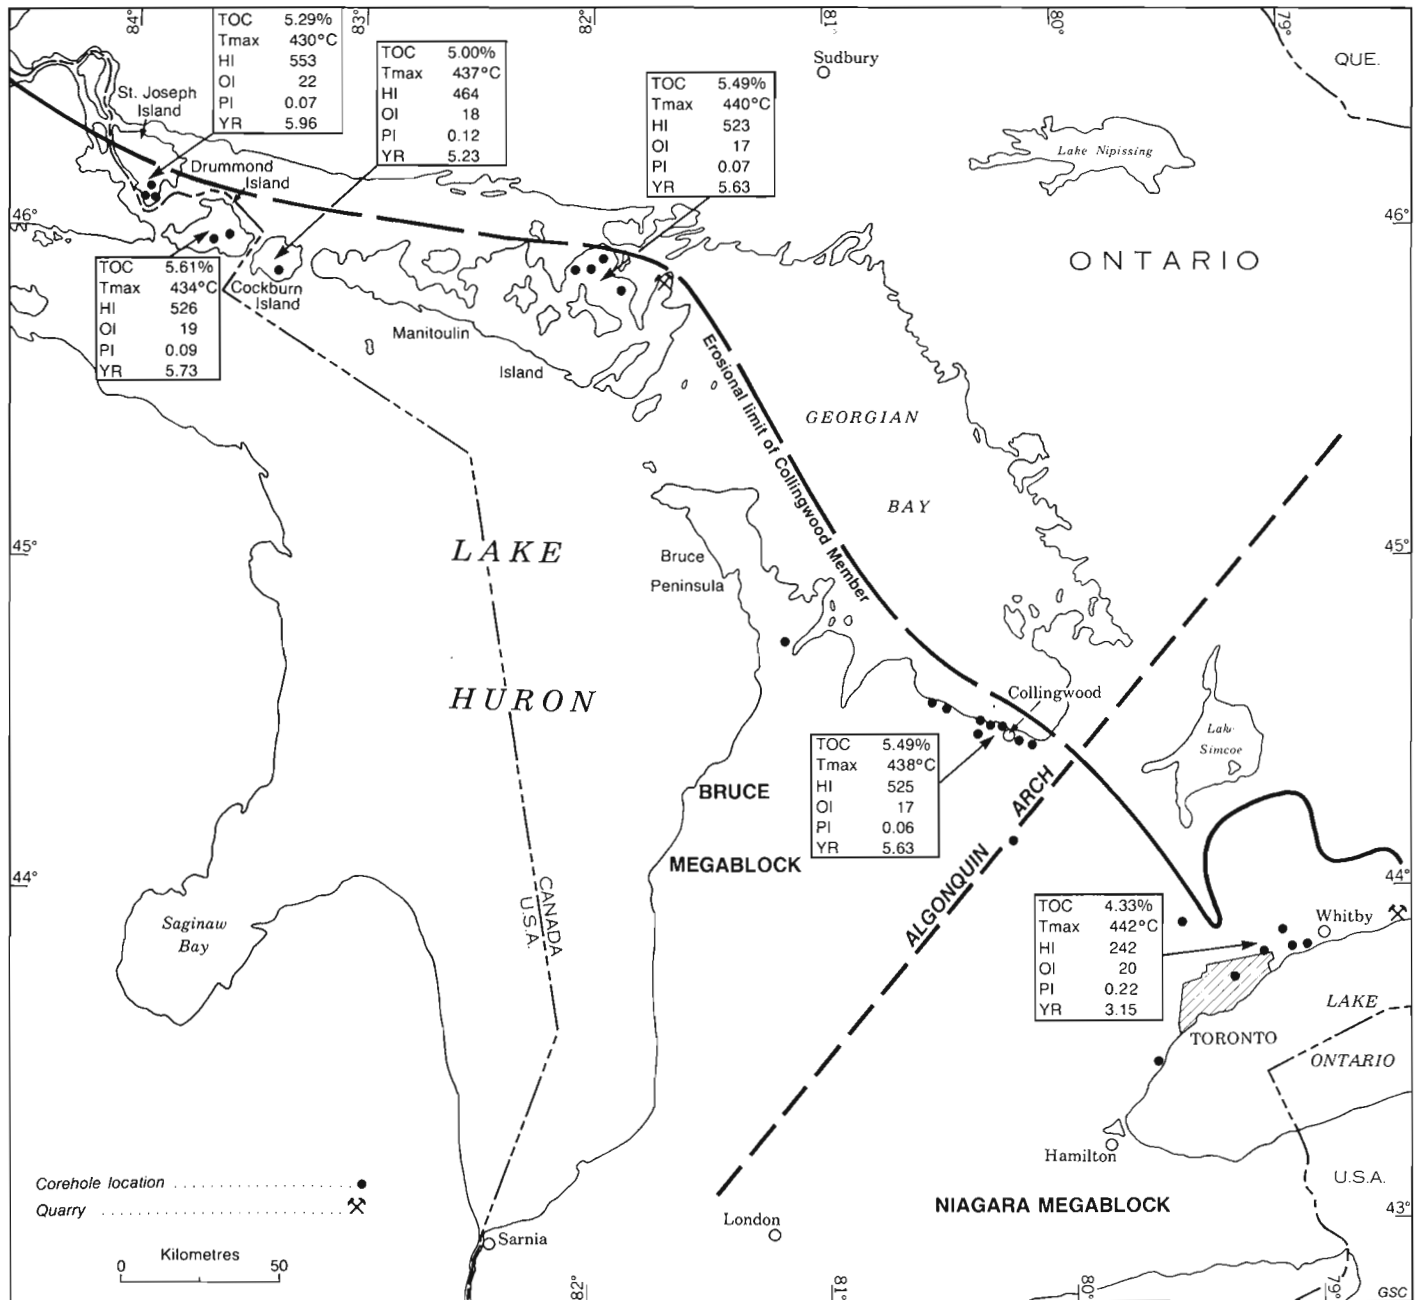 84°
83°
82°
81°
80°
79°
TOC 5.29%
Tmax 430°C
HI 553
OI 22
PI 0.07
YR 5.96
TOC 5.00%
Tmax 437°C
HI 464
OI 18
PI 0.12
YR 5.23
TOC 5.49%
Tmax 440°C
HI 523
OI 17
PI 0.07
YR 5.63
Sudbury
QUE.
St. Joseph
Island
Drummond
Island
Lake Nipissing
46°
46°
ONTARIO
TOC 5.61%
Tmax 434°C
HI 526
OI 19
PI 0.09
YR 5.73
Cockburn
Island
Manitoulin
Island
Erosional limit of Collingwood Member
GEORGIAN
BAY
45°
45°
LAKE
HURON
Bruce
Peninsula
Collingwood
Lake
Simcoe
TOC 5.49%
Tmax 438°C
HI 525
OI 17
PI 0.06
YR 5.63
BRUCE
MEGABLOCK
ALGONQUIN ARCH
44°
44°
CANADA
U.S.A.
Saginaw
Bay
TOC 4.33%
Tmax 442°C
HI 242
OI 20
PI 0.22
YR 3.15
Whitby
LAKE
ONTARIO
TORONTO
Hamilton
U.S.A.
NIAGARA MEGABLOCK
43°
London
Sarnia
Corehole location
Quarry
Kilometres
0 50
82°
81°
80°
79°
GSC